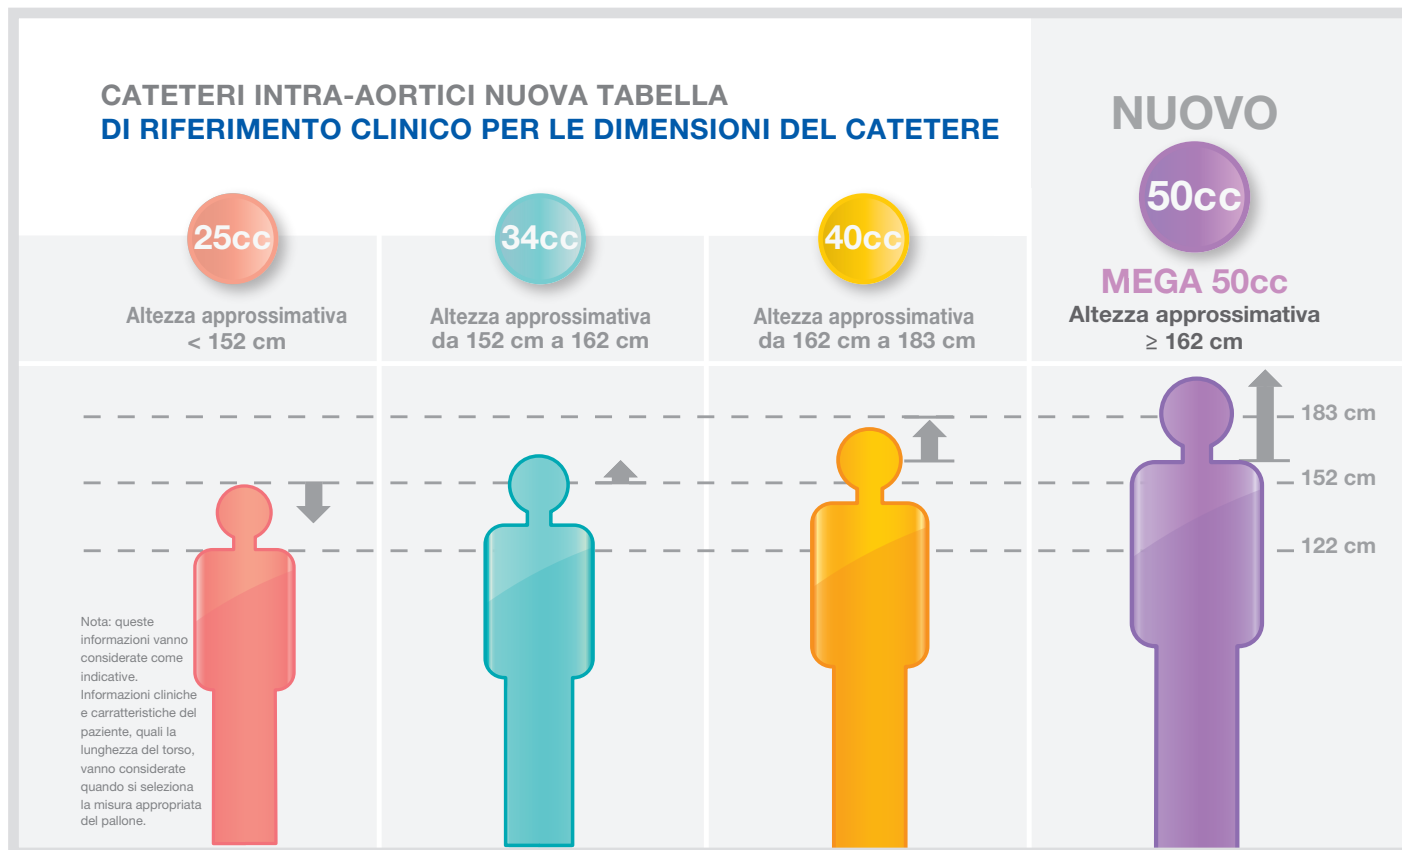 CATETERI INTRA-AORTICI NUOVA TABELLA
DI RIFERIMENTO CLINICO PER LE DIMENSIONI DEL CATETERE
NUOVO
25cc
34cc
40cc
50cc
MEGA 50cc
Altezza approssimativa
< 152 cm
Altezza approssimativa
da 152 cm a 162 cm
Altezza approssimativa
da 162 cm a 183 cm
Altezza approssimativa
≥ 162 cm
183 cm
152 cm
122 cm
Nota: queste
informazioni vanno
considerate come
indicative.
Informazioni cliniche
e carratteristiche del
paziente, quali la
lunghezza del torso,
vanno considerate
quando si seleziona
la misura appropriata
del pallone.